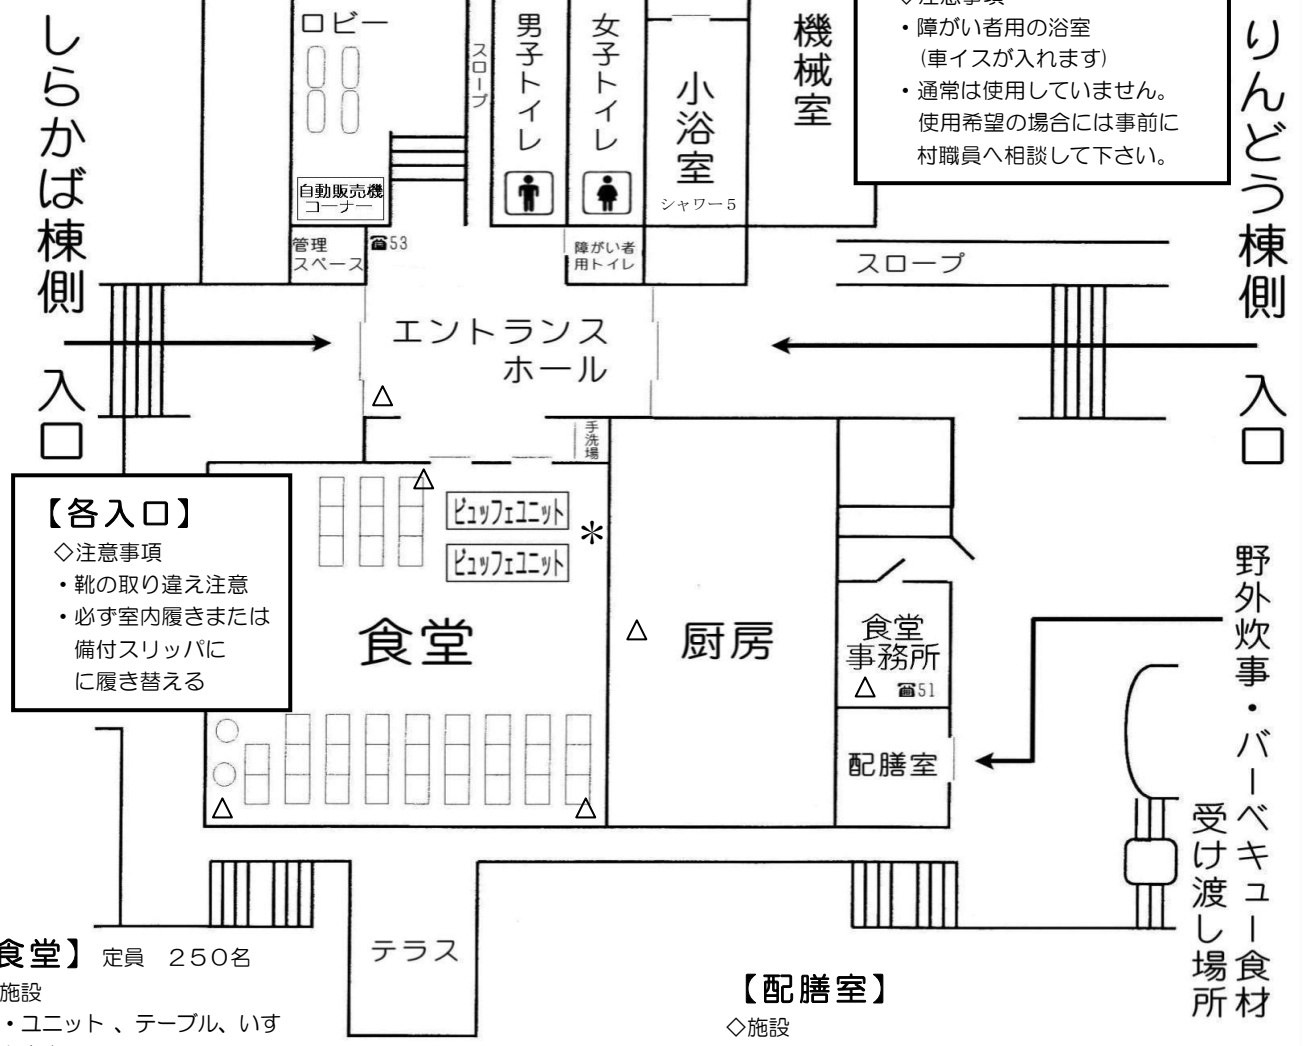 しらかば棟側 入口
ロビー
スロープ
男子トイレ
女子トイレ
小浴室
シャワー5
機械室
・障がい者用の浴室
(車イスが入れます)
・通常は使用していません。
使用希望の場合には事前に
村職員へ相談して下さい。
りんどう棟側 入口
自動販売機
コーナー
管理
スペース
☎53
障がい者
用トイレ
スロープ
エントランス
ホール
△
手洗場
【各入口】
◇注意事項
・靴の取り違え注意
・必ず室内履きまたは
備付スリッパに
に履き替える
△
ビュッフェユニット
ビュッフェユニット
＊
食堂
△
厨房
食堂
事務所
△ ☎51
配膳室
△
△
野外炊事・バーベキュー食材
受け渡し場所
テラス
食堂】 定員 250名
施設
・ユニット 、テーブル、いす
【配膳室】
◇施設